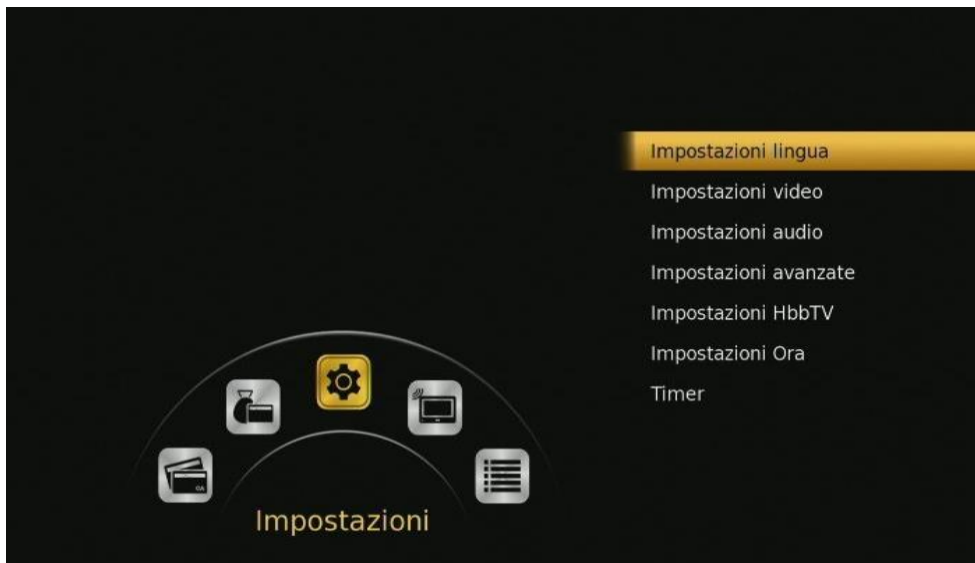 Impostazioni lingua
Impostazioni video
Impostazioni audio
Impostazioni avanzate
Impostazioni HbbTV
Impostazioni Ora
Timer
Impostazioni